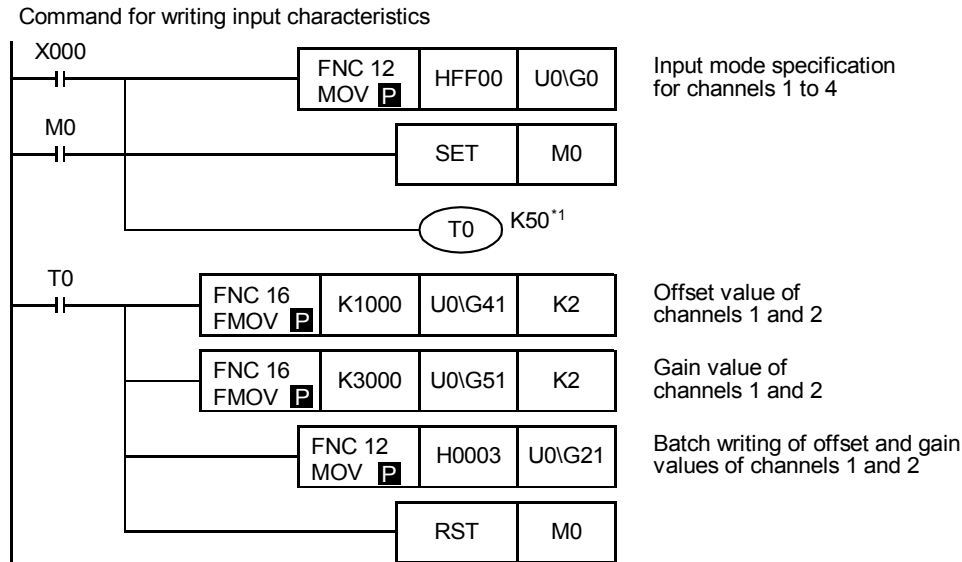 Command for writing input characteristics
X000
FNC 12
MOV P
HFF00
U0\G0
Input mode specification
for channels 1 to 4
M0
SET
M0
T0
K50*1
T0
FNC 16
FMOV P
K1000
U0\G41
K2
Offset value of
channels 1 and 2
FNC 16
FMOV P
K3000
U0\G51
K2
Gain value of
channels 1 and 2
FNC 12
MOV P
H0003
U0\G21
Batch writing of offset and gain
values of channels 1 and 2
RST
M0